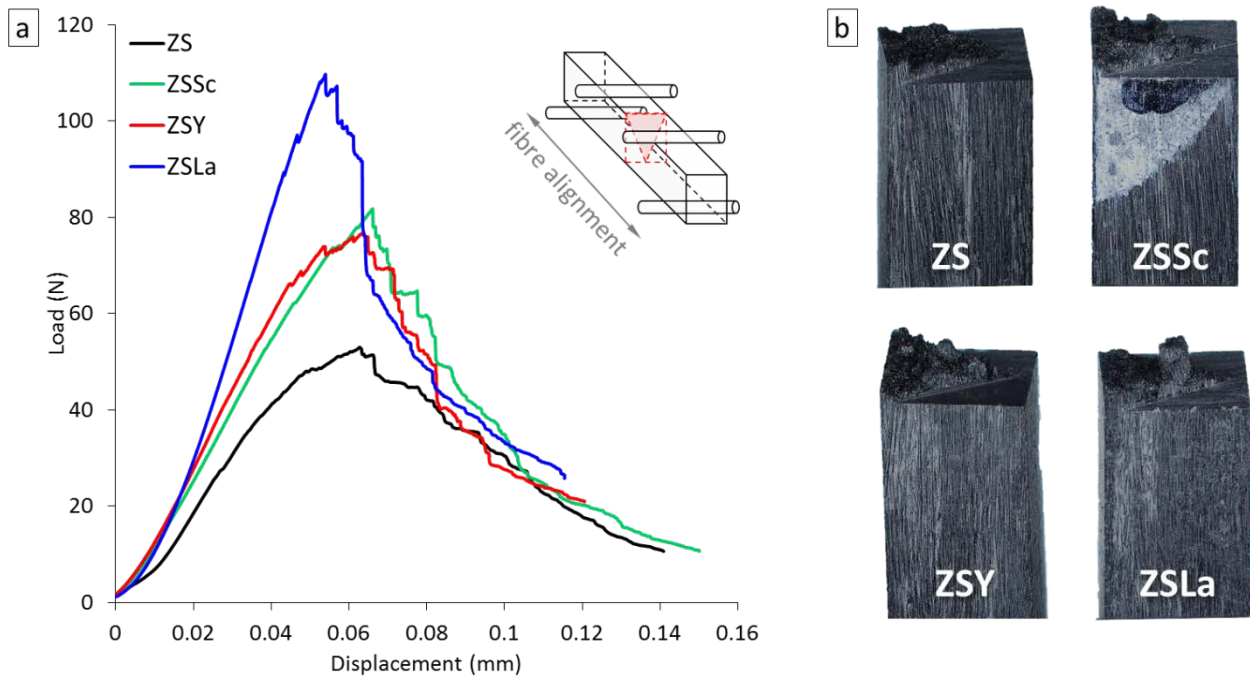 a
ZS
ZSSc
ZSY
ZSLa
Load (N)
120
100
80
60
40
20
0
0 0.02 0.04 0.06 0.08 0.10 0.12 0.14 0.16
Displacement (mm)
fibre alignment
b
ZS ZSSc
ZSY ZSLa